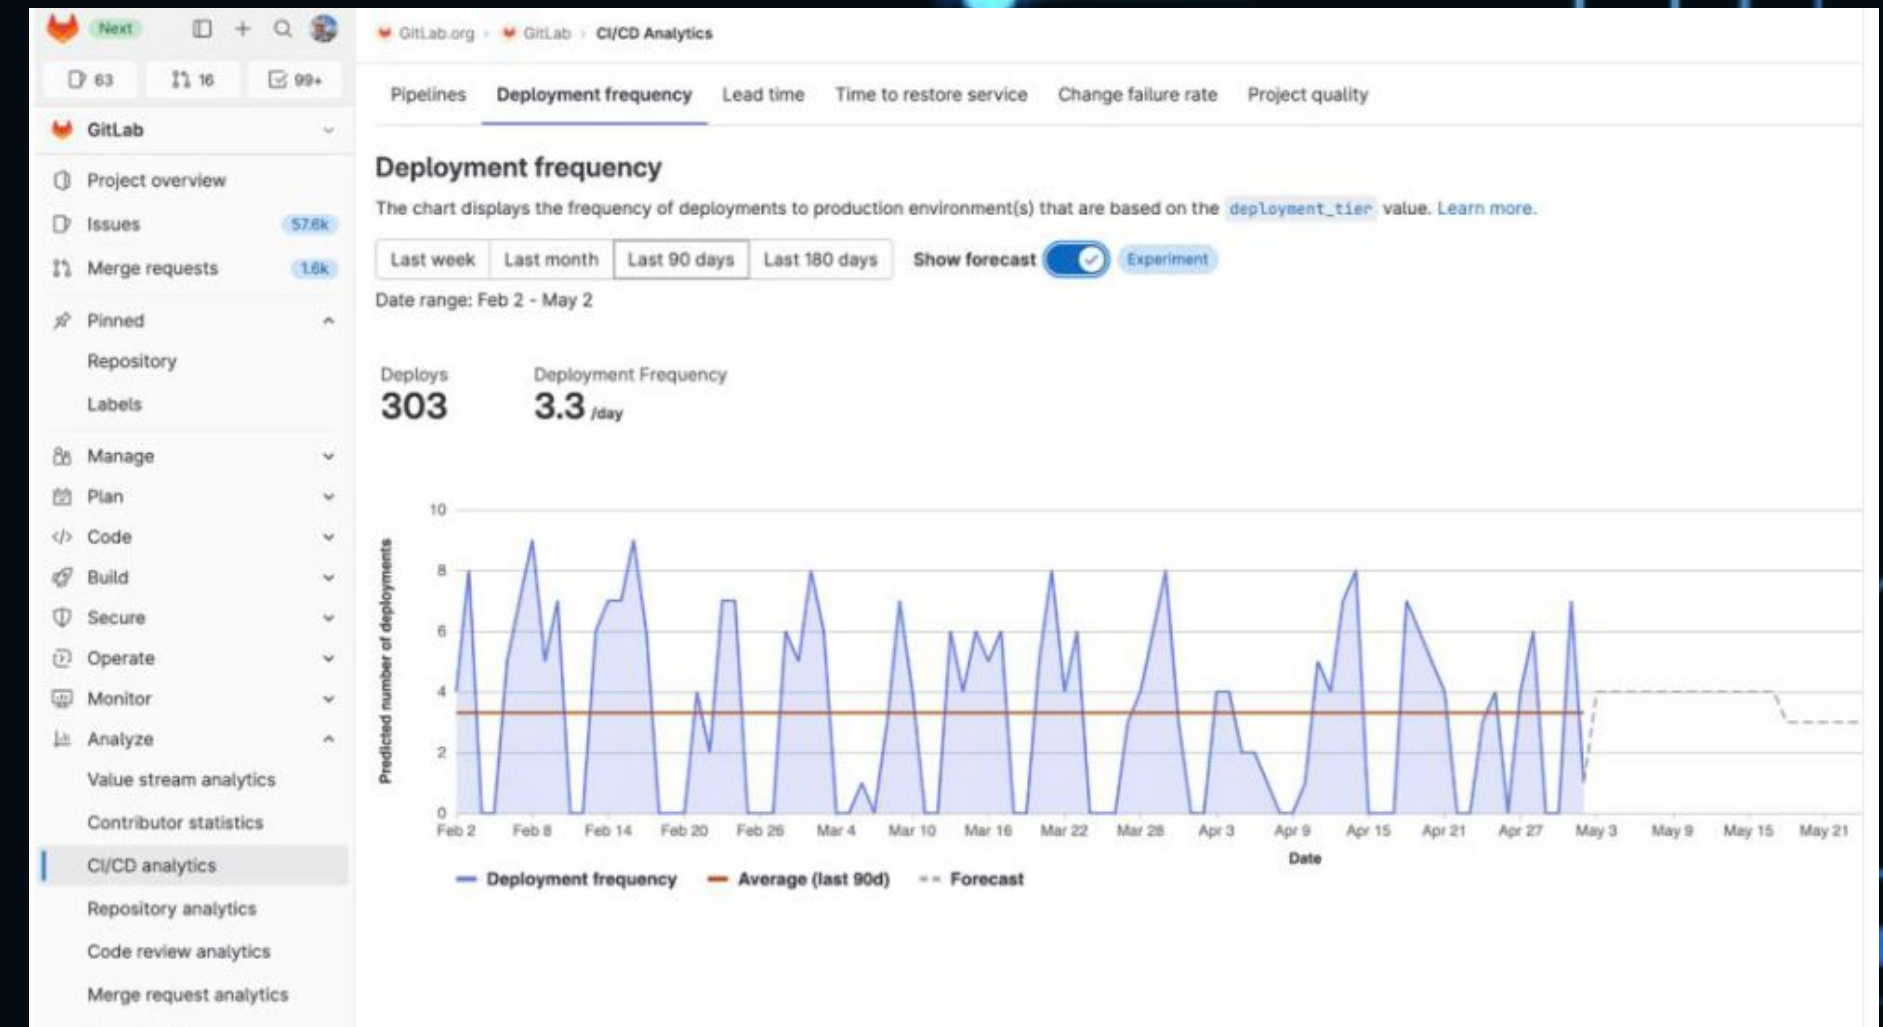 Next
63 16 99+
GitLab
Project overview
Issues 57.6k
Merge requests 1.6k
Pinned
Repository
Labels
Manage
Plan
Code
Build
Secure
Operate
Monitor
Analyze
Value stream analytics
Contributor statistics
CI/CD analytics
Repository analytics
Code review analytics
Merge request analytics
GitLab.org › GitLab › CI/CD Analytics
Pipelines Deployment frequency Lead time Time to restore service Change failure rate Project quality
Deployment frequency
The chart displays the frequency of deployments to production environment(s) that are based on the deployment_tier value. Learn more.
Last week Last month Last 90 days Last 180 days Show forecast Experiment
Date range: Feb 2 - May 2
Deploys Deployment Frequency
303 3.3 /day
Predicted number of deployments
10
8
6
4
2
0
Feb 2 Feb 8 Feb 14 Feb 20 Feb 26 Mar 4 Mar 10 Mar 16 Mar 22 Mar 28 Apr 3 Apr 9 Apr 15 Apr 21 Apr 27 May 3 May 9 May 15 May 21
Date
Deployment frequency Average (last 90d) Forecast